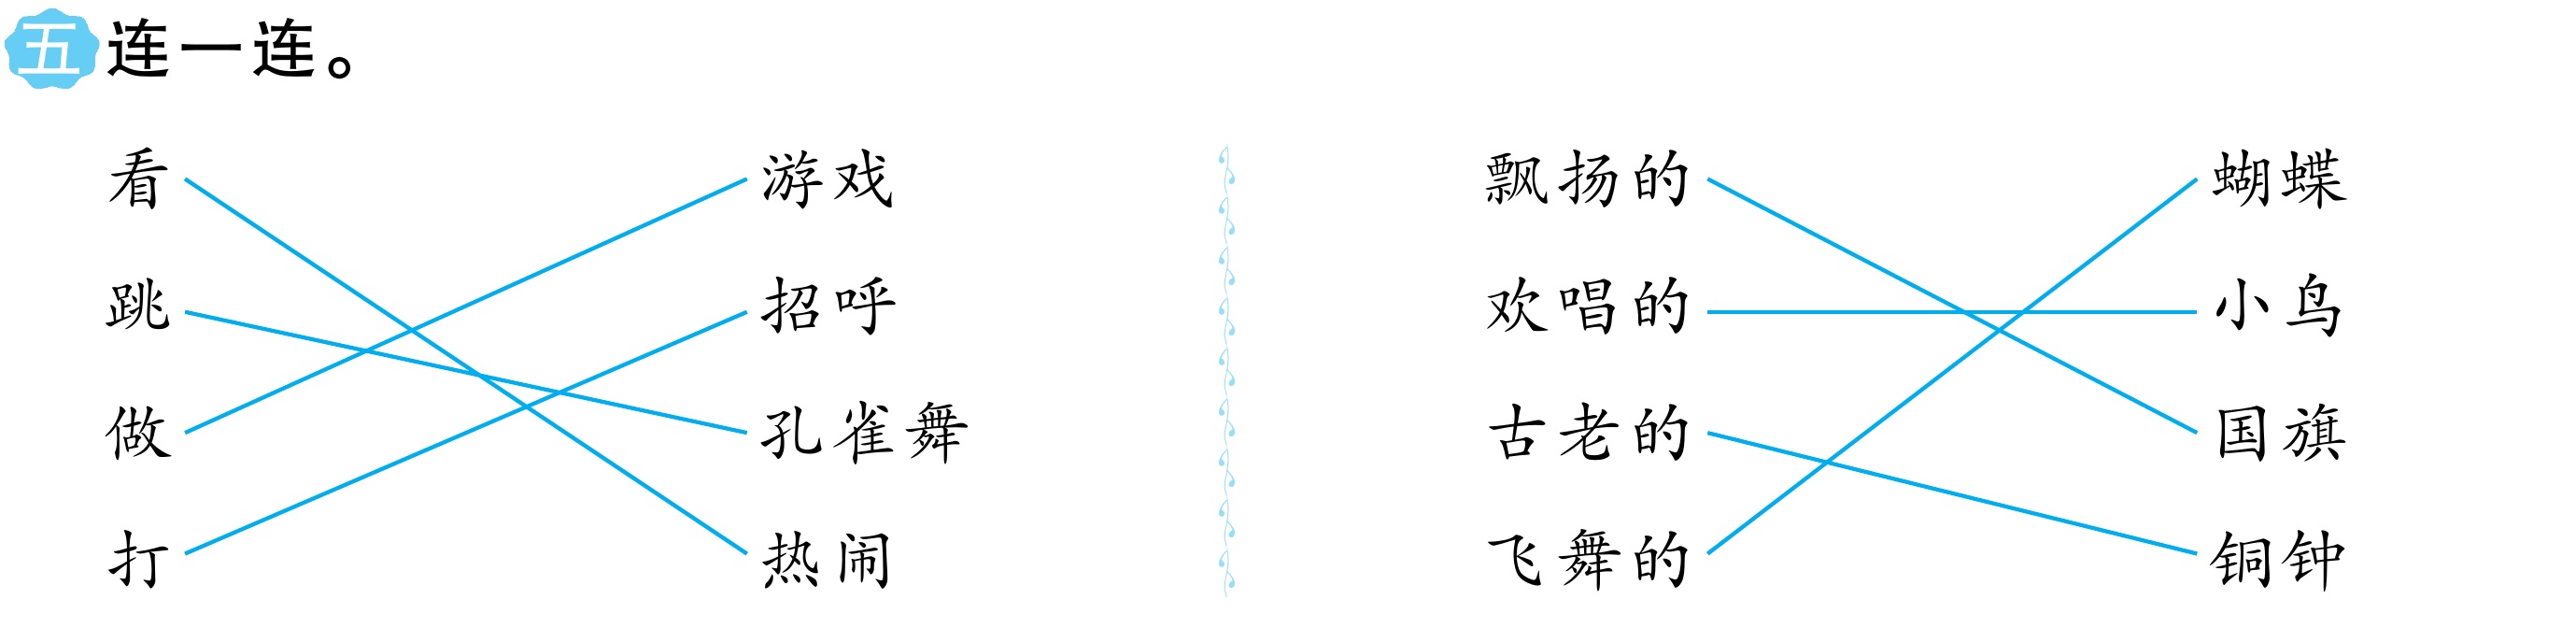 五 连一连。
看 游戏 飘扬的 蝴蝶
跳 招呼 欢唱的 小鸟
做 孔雀舞 古老的 国旗
打 热闹 飞舞的 铜钟